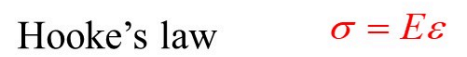 Hooke’s law σ = Eε